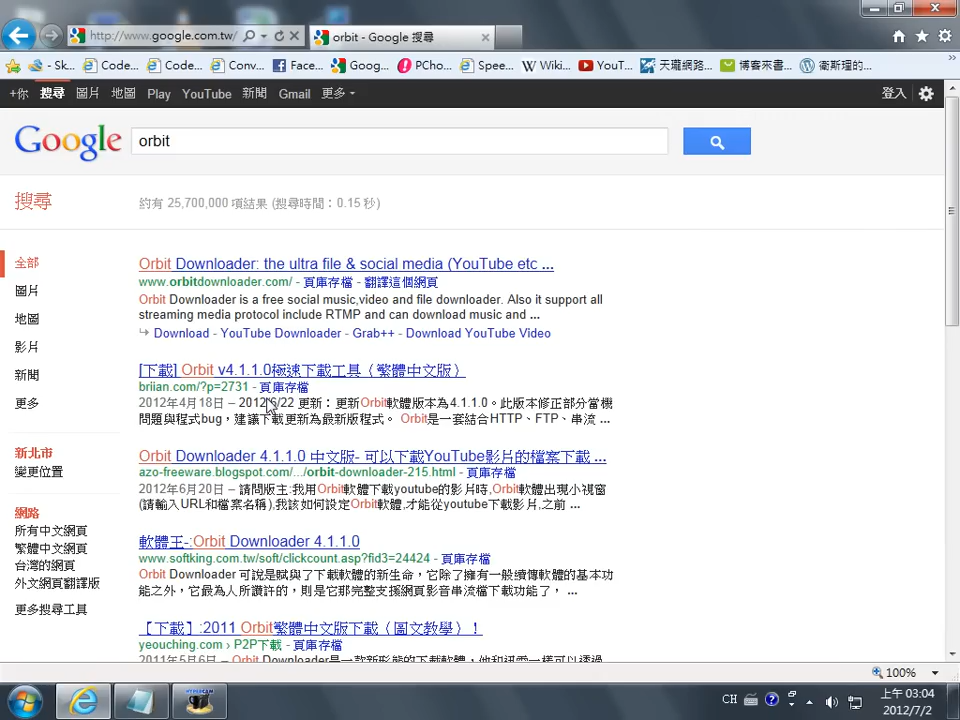 http://www.google.com.tw/
orbit - Google 搜尋
- Sk...
Code...
Code...
Conv...
Face...
Goog...
PCho...
Spee...
Wiki...
YouT...
天瓏網路...
博客來書...
衛斯理的...
+你 搜尋 圖片 地圖 Play YouTube 新聞 Gmail 更多
登入
Google
orbit
搜尋
約有 25,700,000 項結果 (搜尋時間：0.15 秒)
全部
圖片
地圖
影片
新聞
更多
新北市
變更位置
網路
所有中文網頁
繁體中文網頁
台灣的網頁
外文網頁翻譯版
更多搜尋工具
Orbit Downloader: the ultra file & social media (YouTube etc ...
www.orbitdownloader.com/ - 頁庫存檔 - 翻譯這個網頁
Orbit Downloader is a free social music,video and file downloader. Also it support all
streaming media protocol include RTMP and can download music and ...
Download - YouTube Downloader - Grab++ - Download YouTube Video
[下載] Orbit v4.1.1.0極速下載工具（繁體中文版）
briian.com/?p=2731 - 頁庫存檔
2012年4月18日 – 2012/6/22 更新：更新Orbit軟體版本為4.1.1.0。此版本修正部分當機
問題與程式bug，建議下載更新為最新版程式。 Orbit是一套結合HTTP、FTP、串流 ...
Orbit Downloader 4.1.1.0 中文版- 可以下載YouTube影片的檔案下載 ...
azo-freeware.blogspot.com/.../orbit-downloader-215.html - 頁庫存檔
2012年6月20日 – 請問版主:我用Orbit軟體下載youtube的影片時,Orbit軟體出現小視窗
(請輸入URL和檔案名稱),我該如何設定Orbit軟體,才能從youtube下載影片,之前 ...
軟體王-:Orbit Downloader 4.1.1.0
www.softking.com.tw/soft/clickcount.asp?fid3=24424 - 頁庫存檔
Orbit Downloader 可說是賦與了下載軟體的新生命，它除了擁有一般續傳軟體的基本功
能之外，它最為人所讚許的，則是它那完整支援網頁影音串流檔下載功能了， ...
【下載】:2011 Orbit繁體中文版下載（圖文教學）！
yeouching.com › P2P下載 - 頁庫存檔
2011年5月6日 – Orbit Downloader是一款新形態的下載軟體，他和迅雷一樣可以透過
100%
CH
上午 03:04
2012/7/2